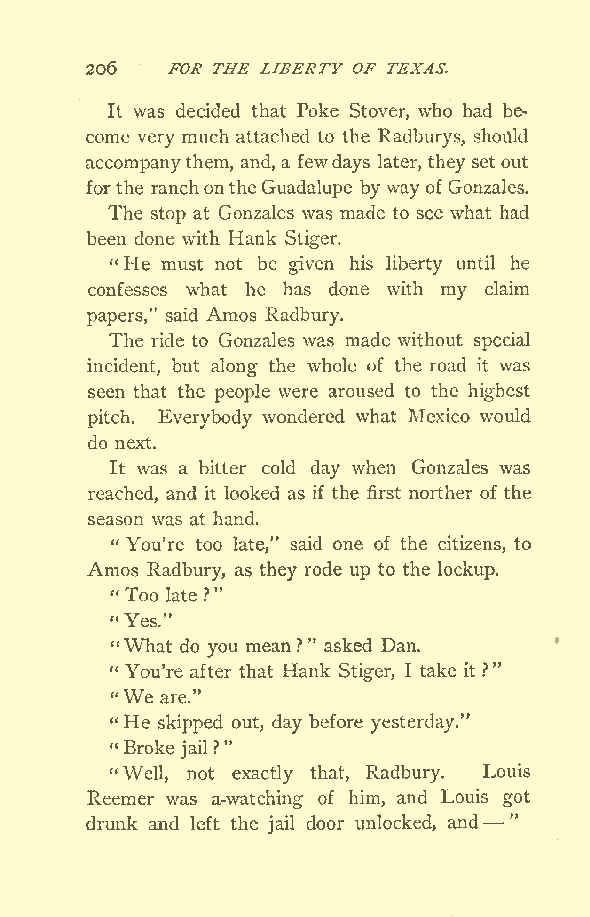 206 FOR THE LIBERTY OF TEXAS.
It was decided that Poke Stover, who had be-
come very much attached to the Radburys, should
accompany them, and, a few days later, they set out
for the ranch on the Guadalupe by way of Gonzales.
The stop at Gonzales was made to see what had
been done with Hank Stiger.
"He must not be given his liberty until he
confesses what he has done with my claim
papers," said Amos Radbury.
The ride to Gonzales was made without special
incident, but along the whole of the road it was
seen that the people were aroused to the highest
pitch. Everybody wondered what Mexico would
do next.
It was a bitter cold day when Gonzales was
reached, and it looked as if the first norther of the
season was at hand.
"You're too late," said one of the citizens, to
Amos Radbury, as they rode up to the lockup.
"Too late?"
"Yes."
"What do you mean?" asked Dan.
"You're after that Hank Stiger, I take it?"
"We are."
"He skipped out, day before yesterday."
"Broke jail?"
"Well, not exactly that, Radbury. Louis
Reemer was a-watching of him, and Louis got
drunk and left the jail door unlocked, and—"